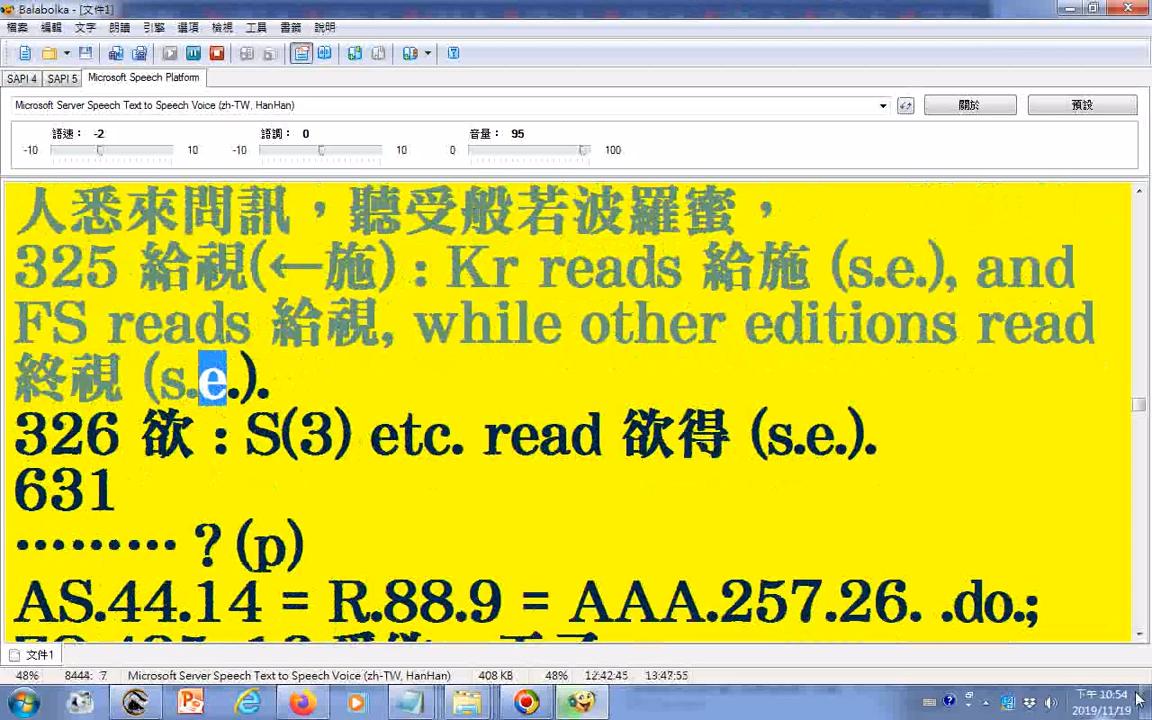 Balabolka - [文件1]
檔案 編輯 文字 朗讀 引擎 選項 檢視 工具 書籤 說明
SAPI 4 SAPI 5 Microsoft Speech Platform
Microsoft Server Speech Text to Speech Voice (zh-TW, HanHan) 關於 預設
語速： -2 語調： 0 音量： 95
-10 10 -10 10 0 100
人悉來問訊，聽受般若波羅蜜，
325 給視(←施) : Kr reads 給施 (s.e.), and
FS reads 給視, while other editions read
終視 (s.e.).
326 欲 : S(3) etc. read 欲得 (s.e.).
631
⋯⋯⋯ ? (p)
AS.44.14 = R.88.9 = AAA.257.26. .do.;
文件1
48% 8444: 7 Microsoft Server Speech Text to Speech Voice (zh-TW, HanHan) 408 KB 48% 12:42:45 13:47:55
下午 10:54
2019/11/19